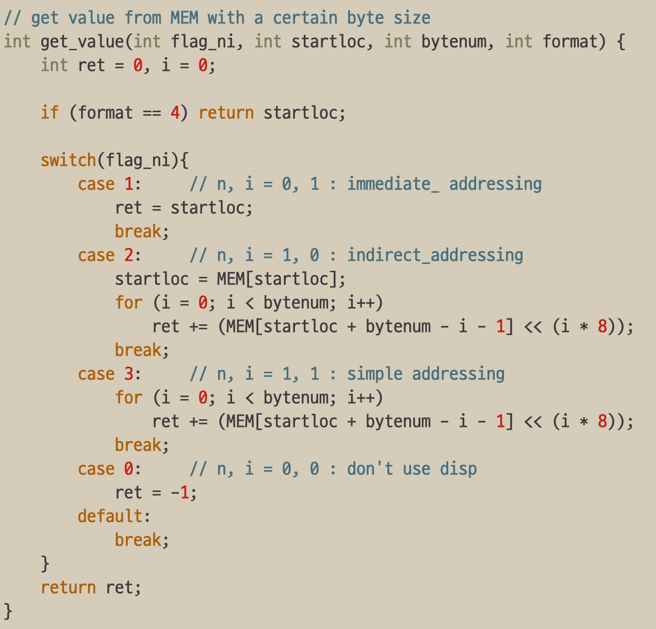 // get value from MEM with a certain byte size
int get_value(int flag_ni, int startloc, int bytenum, int format) {
    int ret = 0, i = 0;

    if (format == 4) return startloc;

    switch(flag_ni){
        case 1:     // n, i = 0, 1 : immediate_ addressing
            ret = startloc;
            break;
        case 2:     // n, i = 1, 0 : indirect_addressing
            startloc = MEM[startloc];
            for (i = 0; i < bytenum; i++)
                ret += (MEM[startloc + bytenum - i - 1] << (i * 8));
            break;
        case 3:     // n, i = 1, 1 : simple addressing
            for (i = 0; i < bytenum; i++)
                ret += (MEM[startloc + bytenum - i - 1] << (i * 8));
            break;
        case 0:     // n, i = 0, 0 : don't use disp
            ret = -1;
        default:
            break;
    }
    return ret;
}